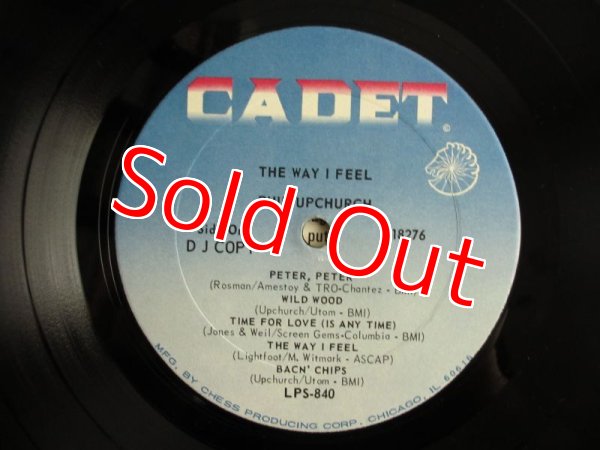 CADET
©
THE WAY I FEEL
UPCHURCH
Sold Out
18276
D J COPY
put
PETER, PETER
(Rosman/Amestoy & TRO-Chantez - BMI)
WILD WOOD
(Upchurch/Utom - BMI)
TIME FOR LOVE (IS ANY TIME)
(Jones & Weil/Screen Gems-Columbia - BMI)
THE WAY I FEEL
(Lightfoot/M. Witmark - ASCAP)
BACN' CHIPS
(Upchurch/Utom - BMI)
LPS-840
MFG. BY CHESS PRODUCING CORP., CHICAGO, IL 60616